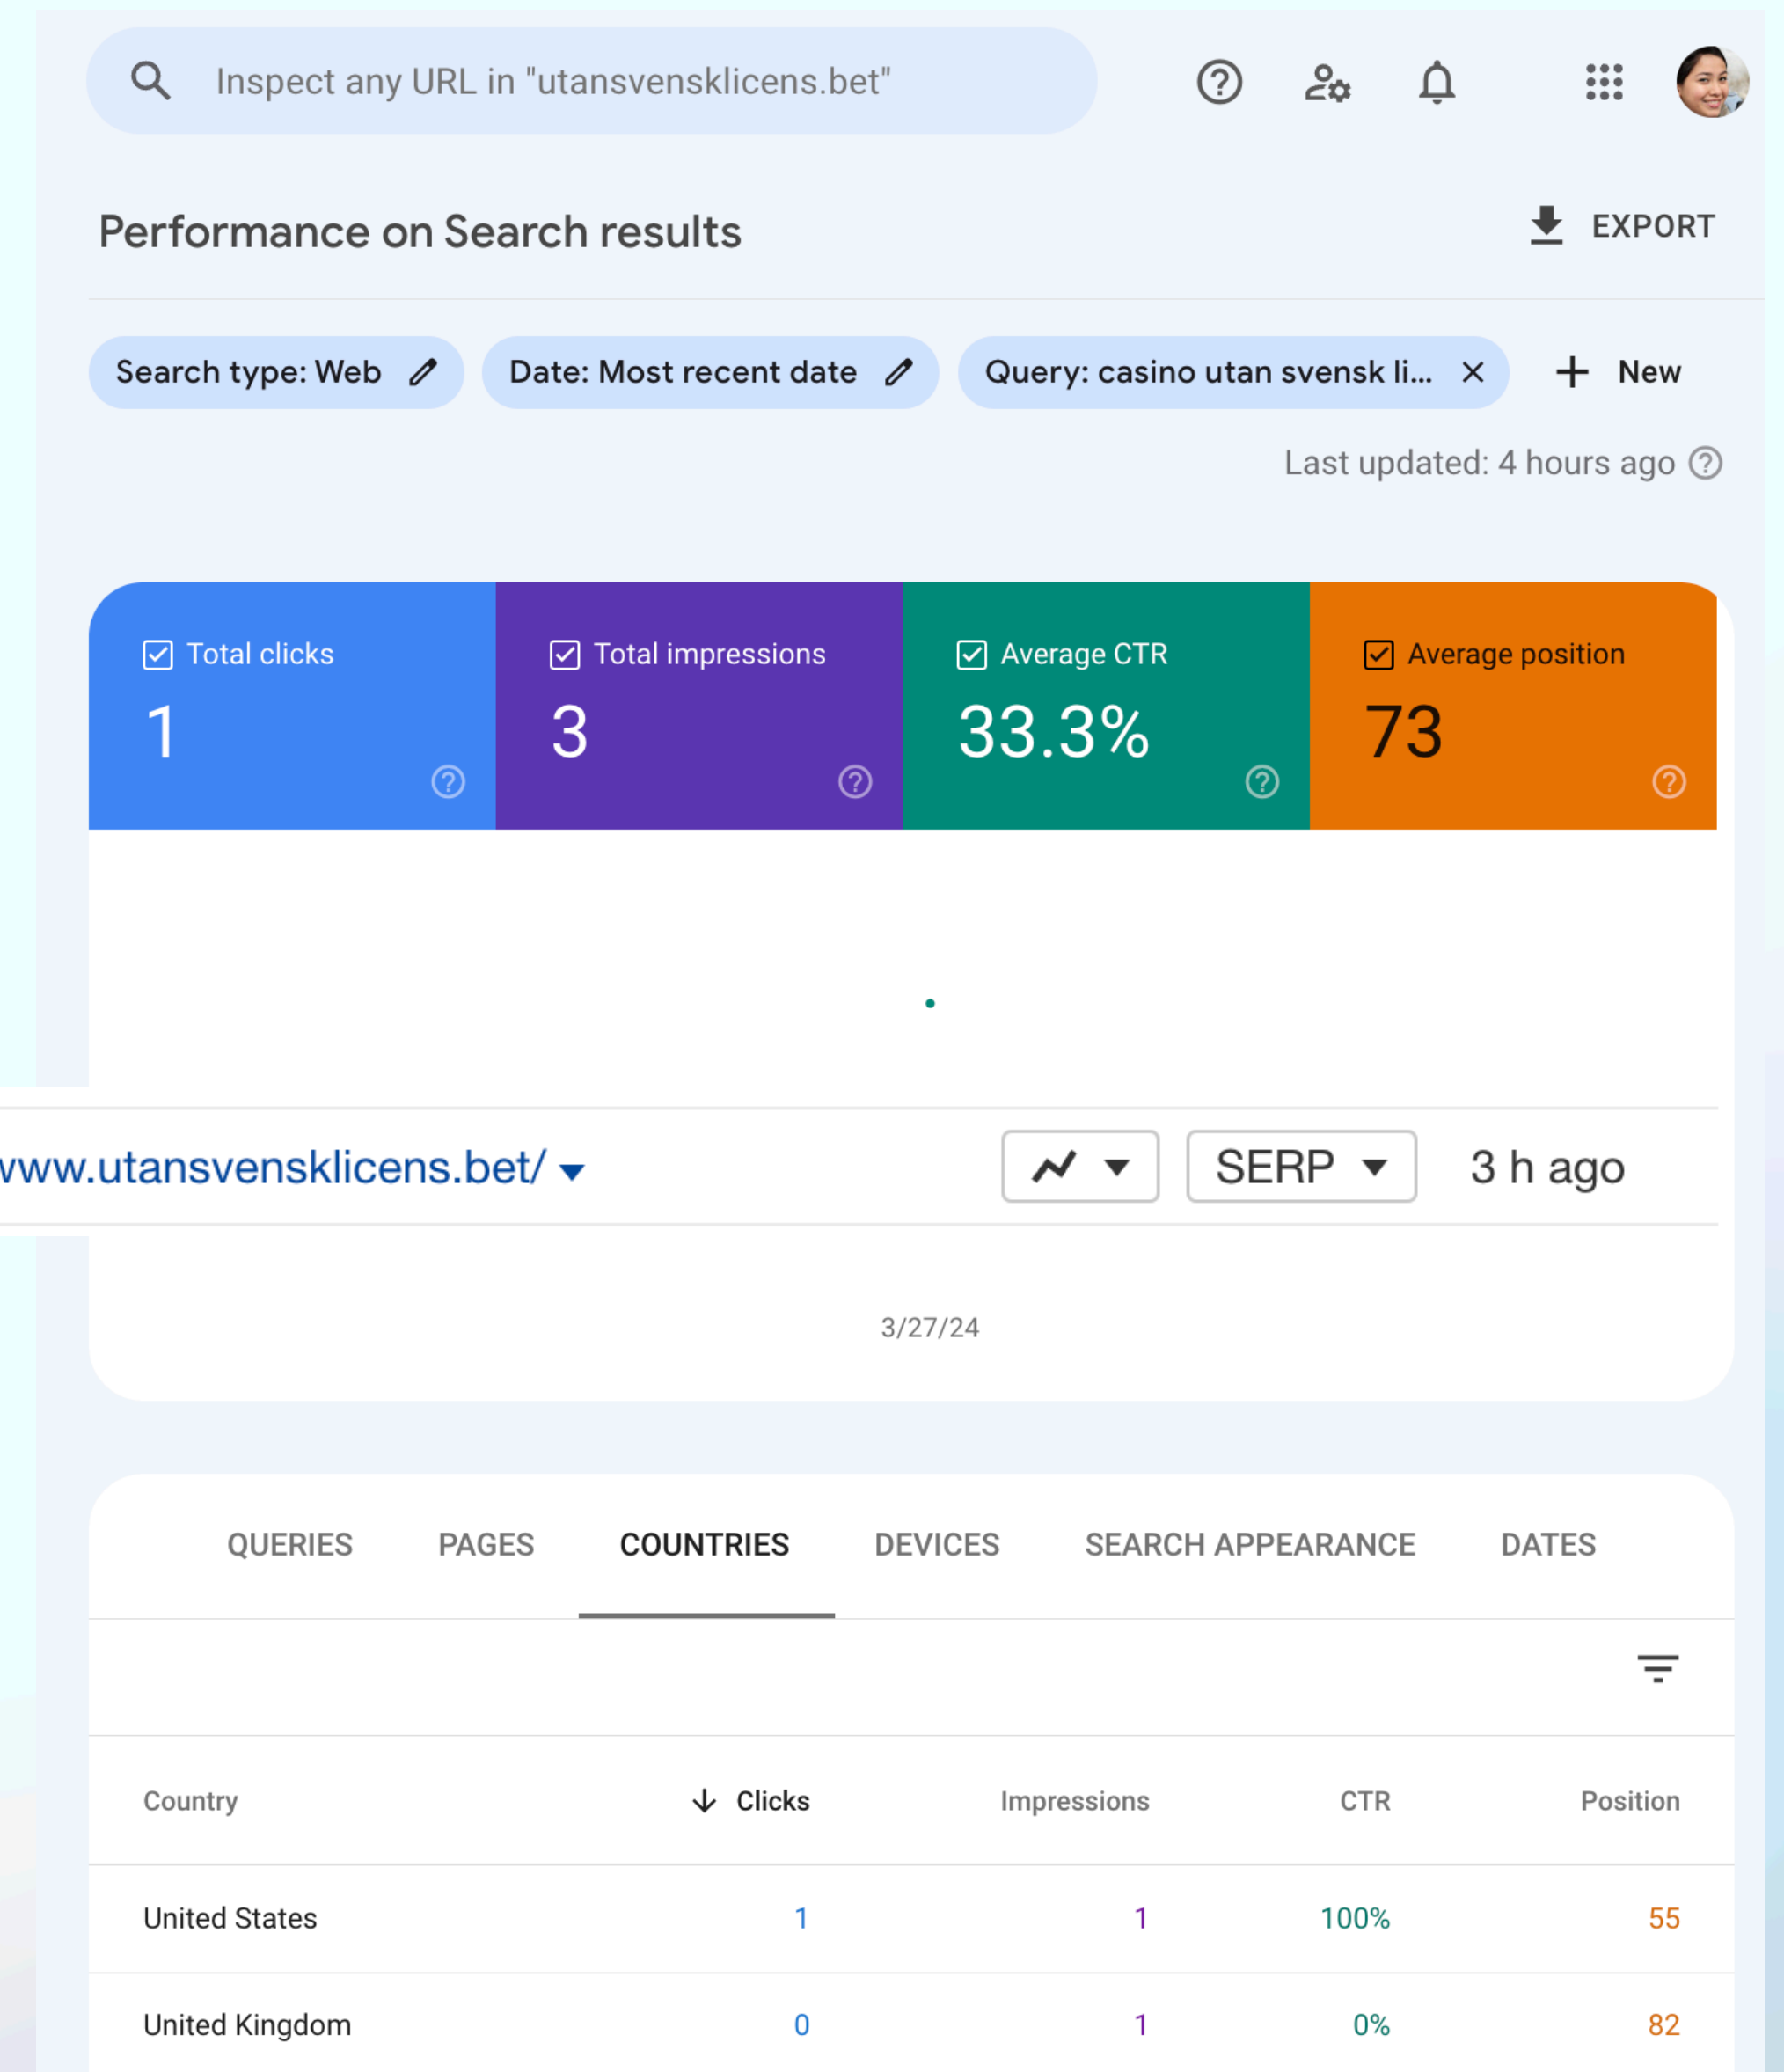 Inspect any URL in "utansvensklicens.bet"
Performance on Search results
EXPORT
Search type: Web
Date: Most recent date
Query: casino utan svensk li...
New
Last updated: 4 hours ago
Total clicks
1
Total impressions
3
Average CTR
33.3%
Average position
73
www.utansvensklicens.bet/
SERP
3 h ago
3/27/24
QUERIES PAGES COUNTRIES DEVICES SEARCH APPEARANCE DATES
Country Clicks Impressions CTR Position
United States 1 1 100% 55
United Kingdom 0 1 0% 82